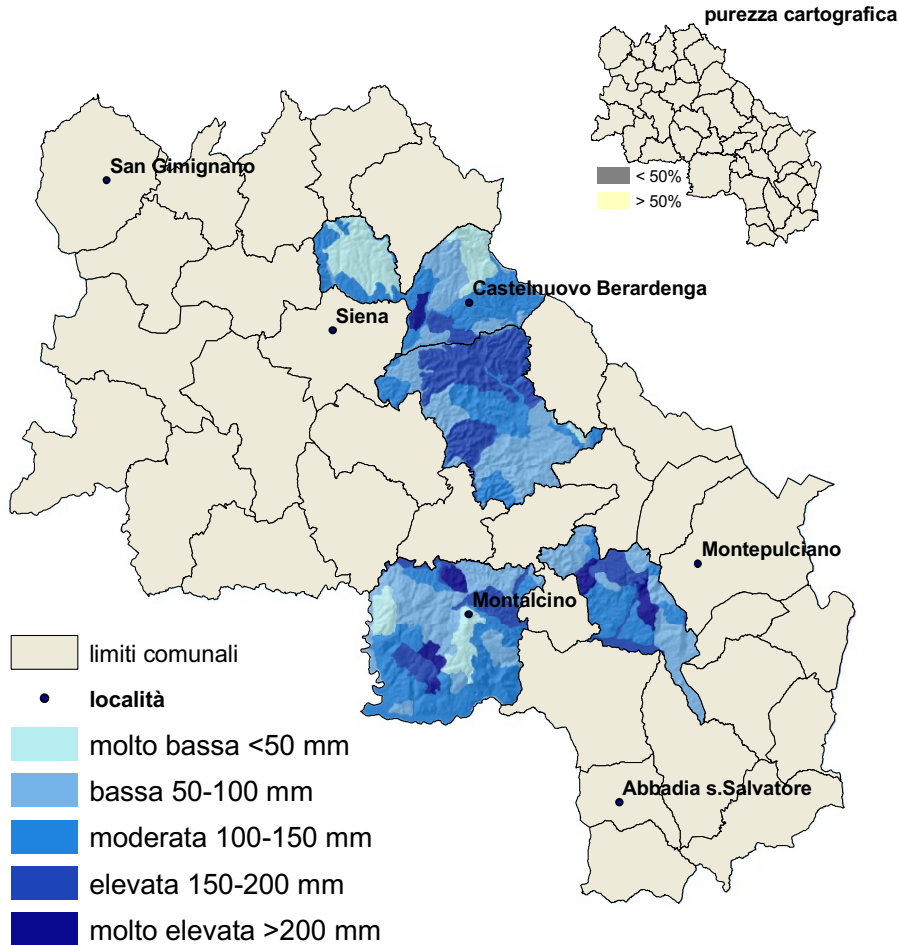 purezza cartografica
< 50%
> 50%
San Gimignano
Castelnuovo Berardenga
Siena
Montepulciano
Montalcino
Abbadia s.Salvatore
limiti comunali
località
molto bassa <50 mm
bassa 50-100 mm
moderata 100-150 mm
elevata 150-200 mm
molto elevata >200 mm